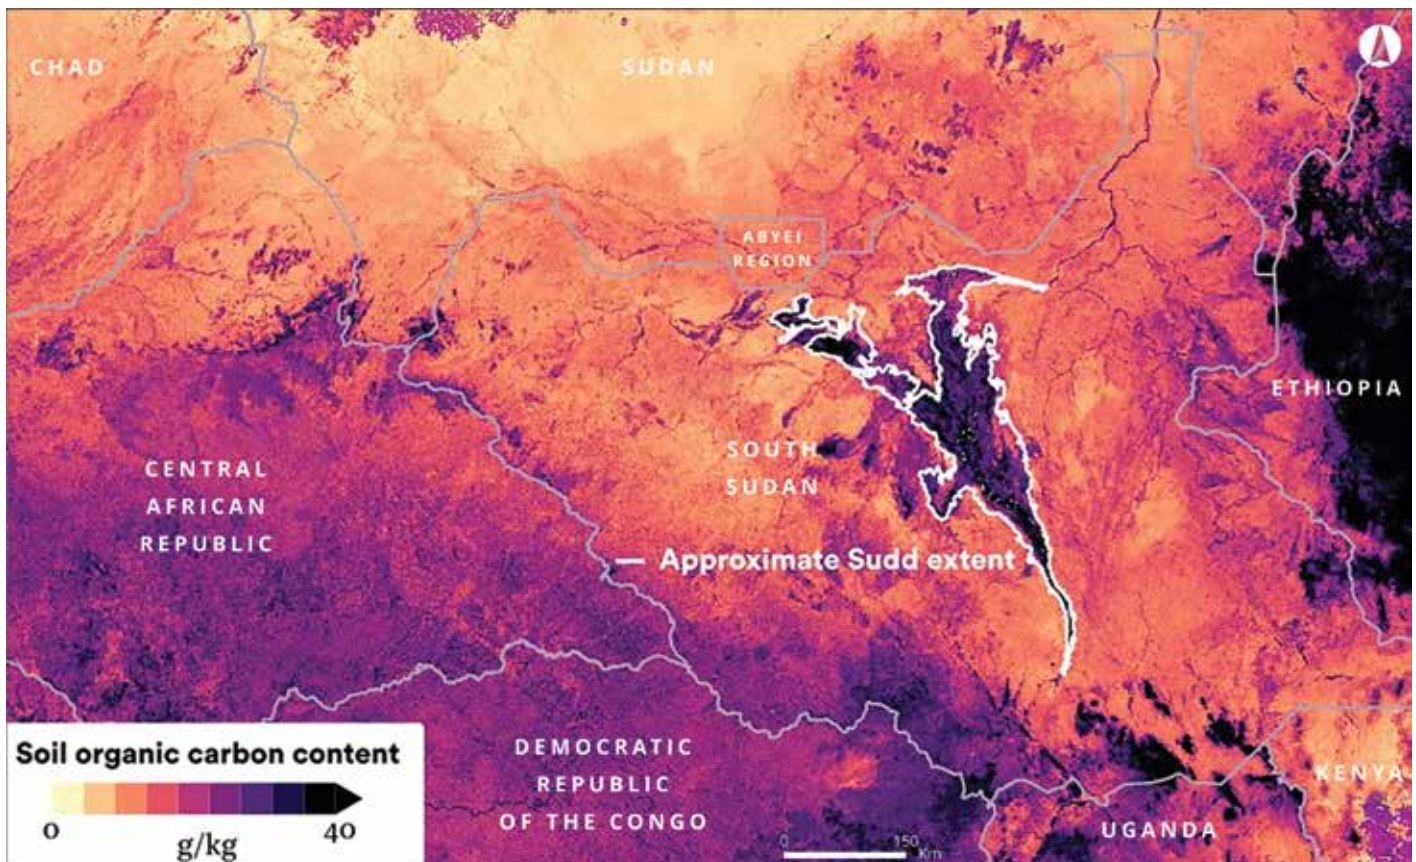 CHAD
SUDAN
ABYEI
REGION
ETHIOPIA
CENTRAL
AFRICAN
REPUBLIC
SOUTH
SUDAN
Approximate Sudd extent
Soil organic carbon content
0
40
g/kg
DEMOCRATIC
REPUBLIC
OF THE CONGO
KENYA
UGANDA
0
150
Km